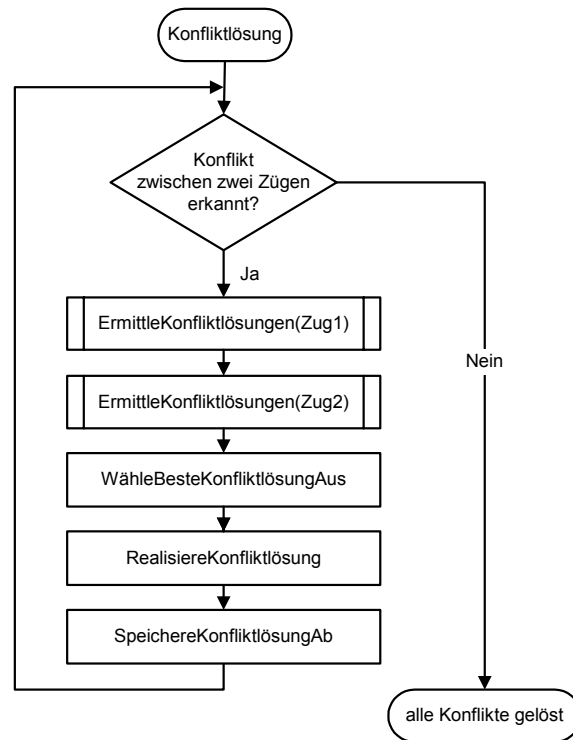 Konfliktlösung
Konflikt
zwischen zwei Zügen
erkannt?
Ja
ErmittleKonfliktlösungen(Zug1)
Nein
ErmittleKonfliktlösungen(Zug2)
WähleBesteKonfliktlösungAus
RealisiereKonfliktlösung
SpeichereKonfliktlösungAb
alle Konflikte gelöst